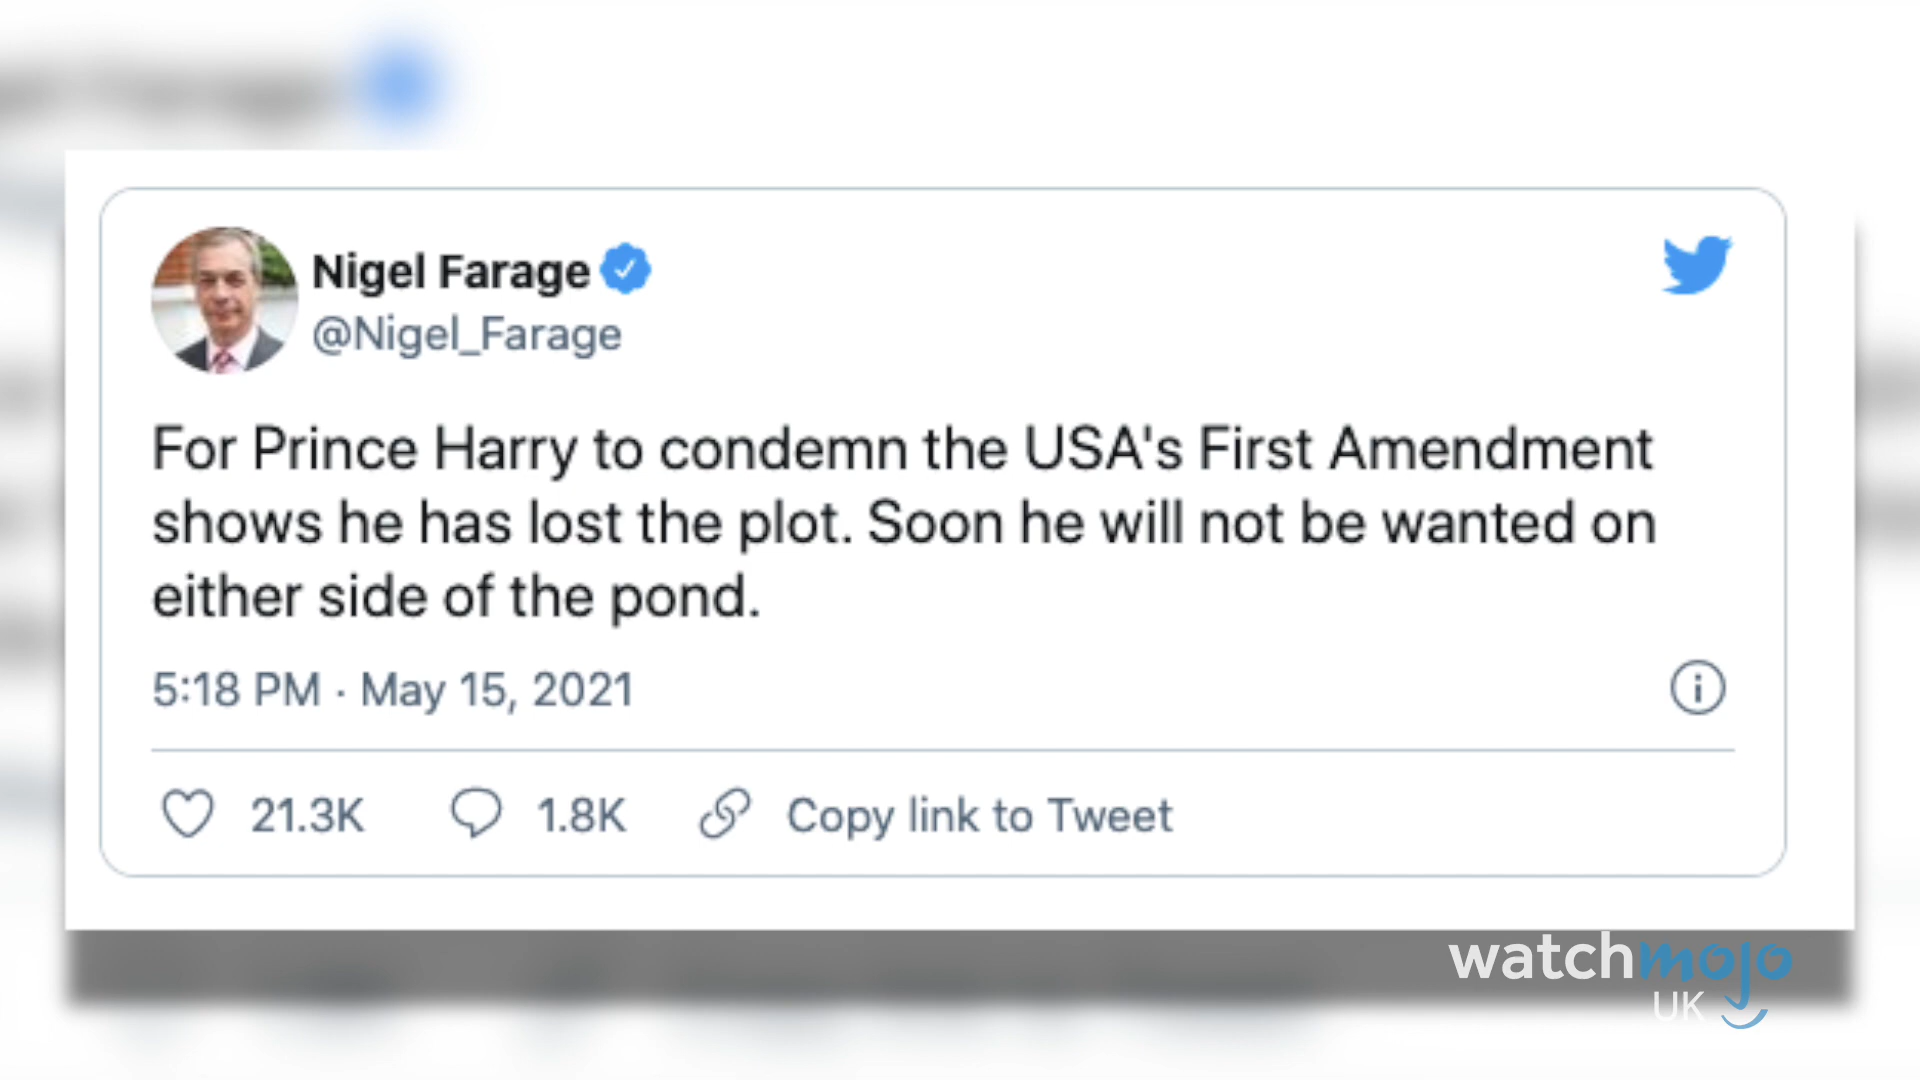 Nigel Farage
@Nigel_Farage
For Prince Harry to condemn the USA's First Amendment
shows he has lost the plot. Soon he will not be wanted on
either side of the pond.
5:18 PM · May 15, 2021
21.3K 1.8K Copy link to Tweet
watchmojo
UK